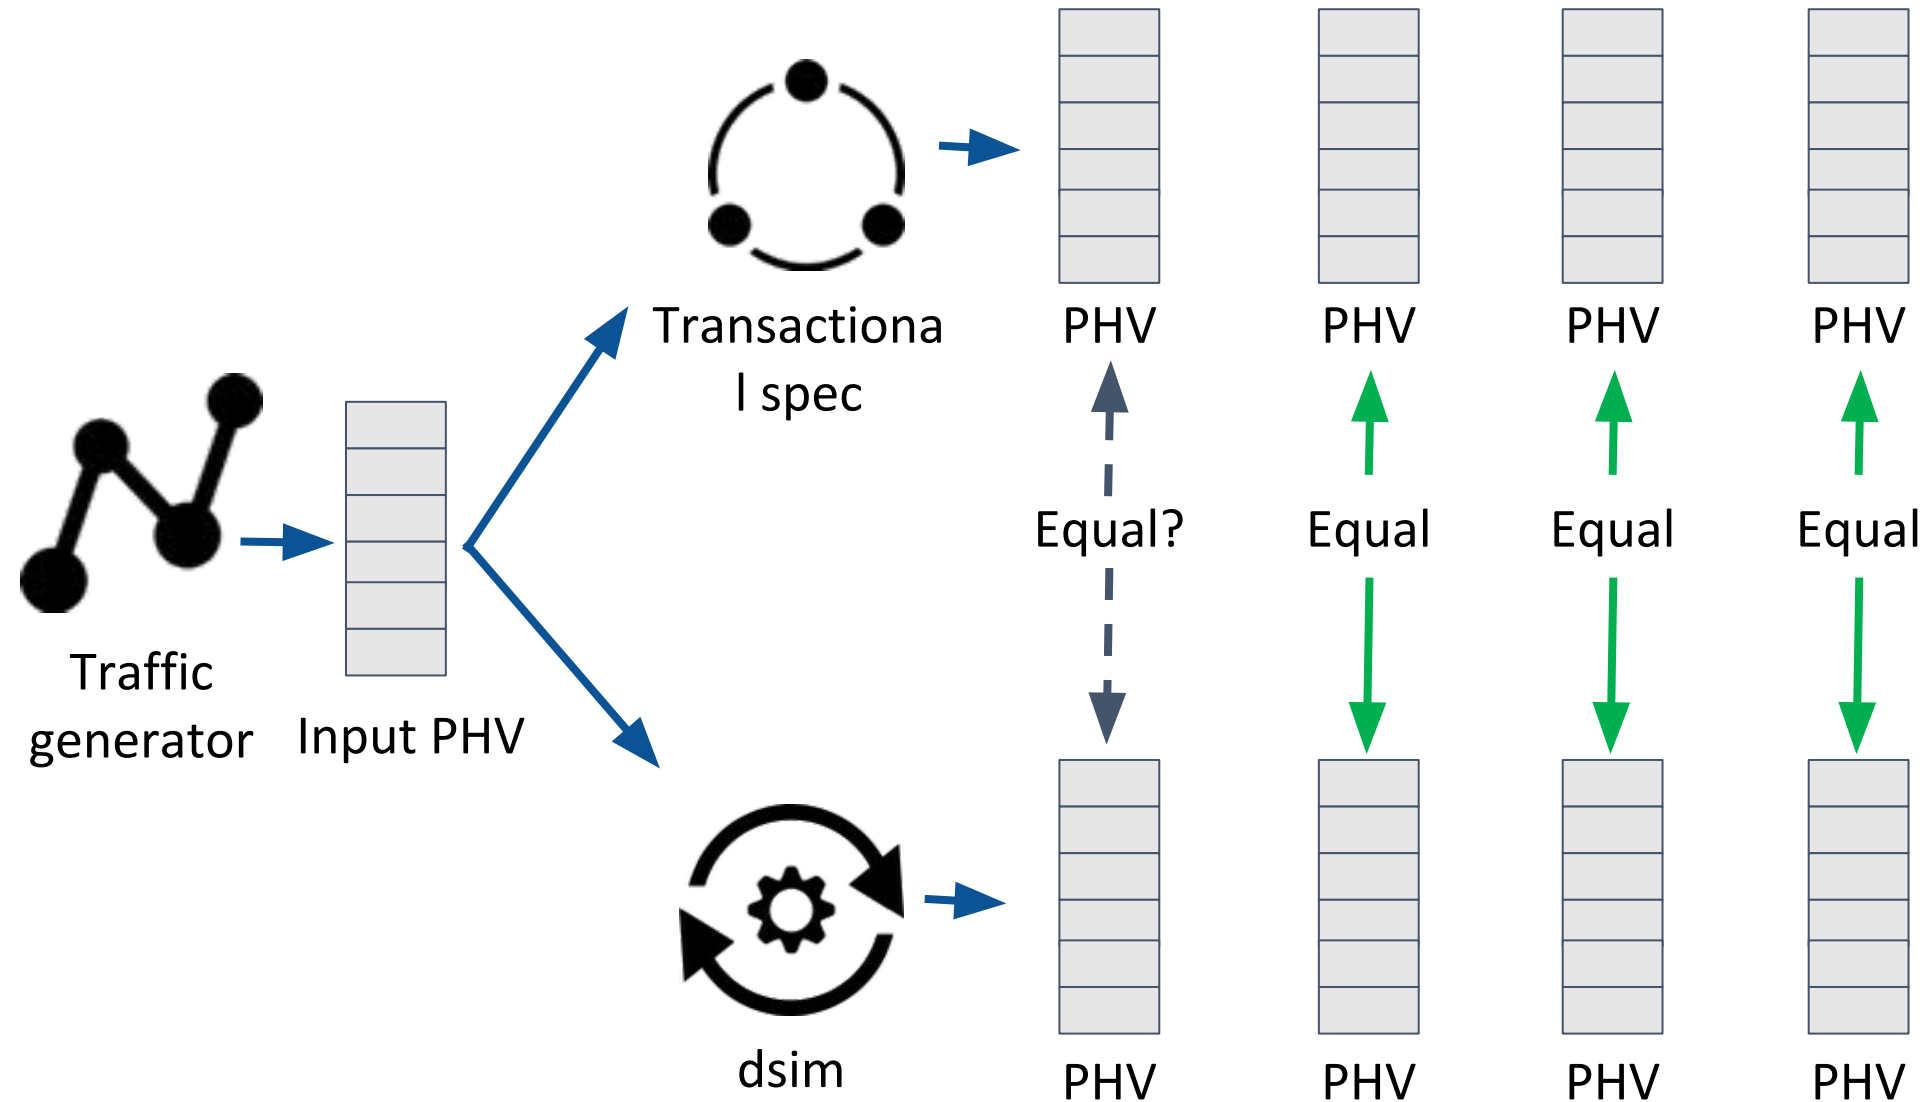 Transactiona
l spec
PHV
PHV
PHV
PHV
Equal?
Equal
Equal
Equal
Traffic
generator
Input PHV
dsim
PHV
PHV
PHV
PHV